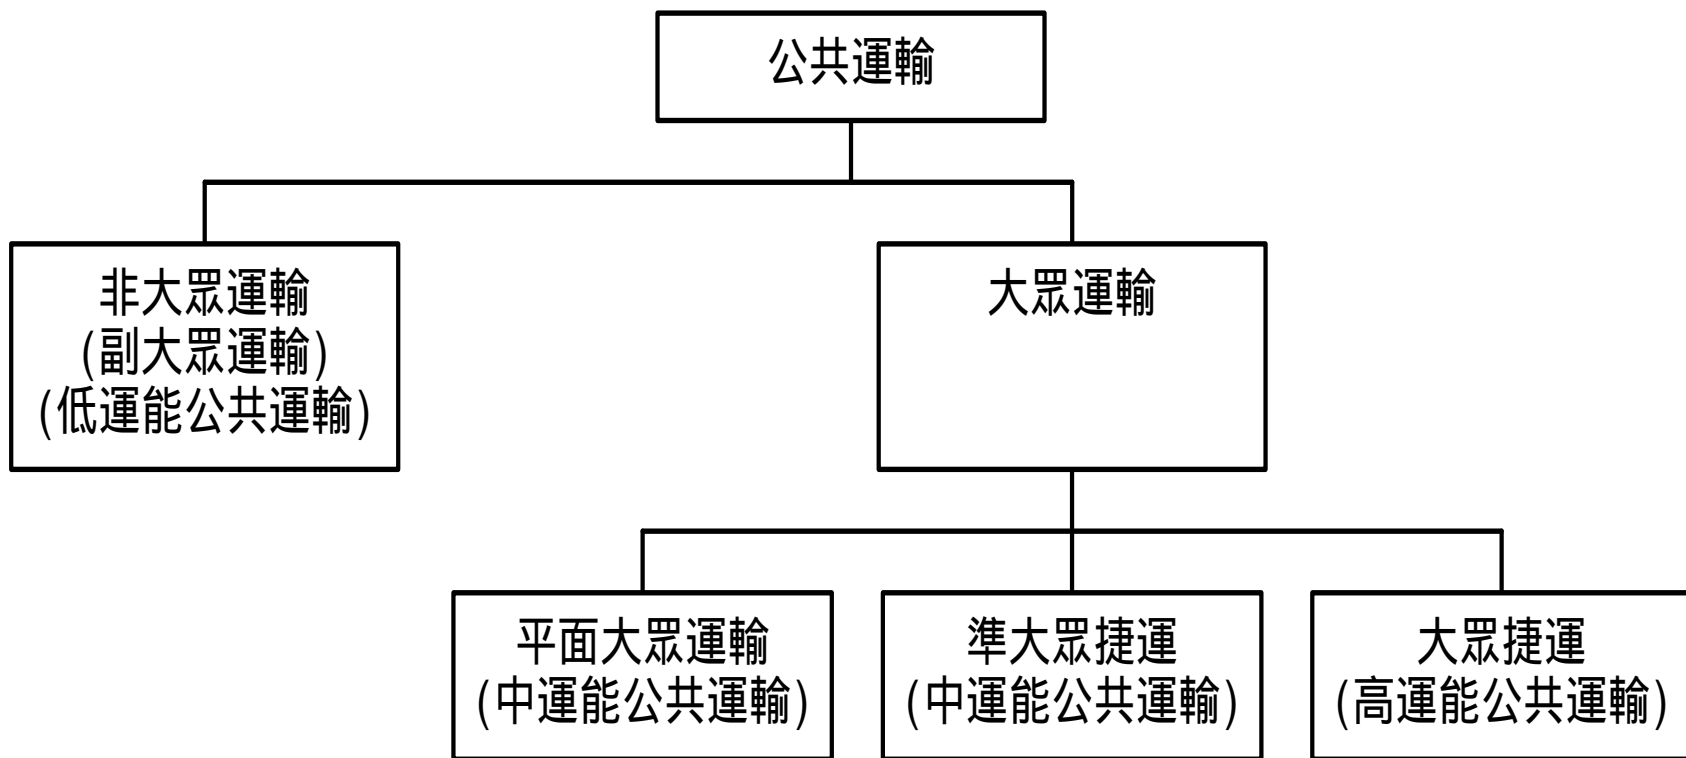 公共運輸
非大眾運輸
(副大眾運輸)
(低運能公共運輸)
大眾運輸
平面大眾運輸
(中運能公共運輸)
準大眾捷運
(中運能公共運輸)
大眾捷運
(高運能公共運輸)